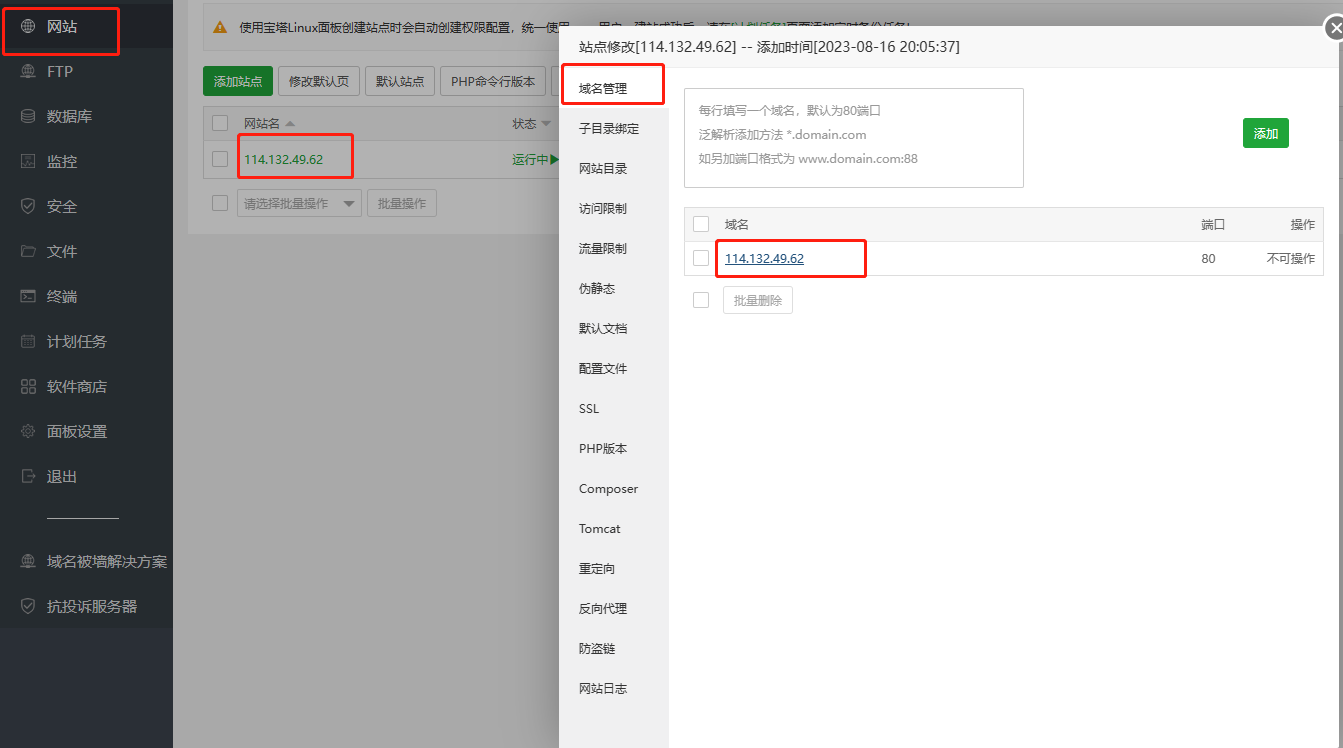 网站
FTP
数据库
监控
安全
文件
终端
计划任务
软件商店
面板设置
退出
域名被墙解决方案
抗投诉服务器
使用宝塔Linux面板创建站点时会自动创建权限配置，统一使用
添加站点 修改默认页 默认站点 PHP命令行版本
网站名 状态
114.132.49.62 运行中
请选择批量操作 批量操作
站点修改[114.132.49.62] -- 添加时间[2023-08-16 20:05:37]
域名管理
子目录绑定
网站目录
访问限制
流量限制
伪静态
默认文档
配置文件
SSL
PHP版本
Composer
Tomcat
重定向
反向代理
防盗链
网站日志
每行填写一个域名，默认为80端口
泛解析添加方法 *.domain.com
如另加端口格式为 www.domain.com:88
添加
域名 端口 操作
114.132.49.62 80 不可操作
批量删除